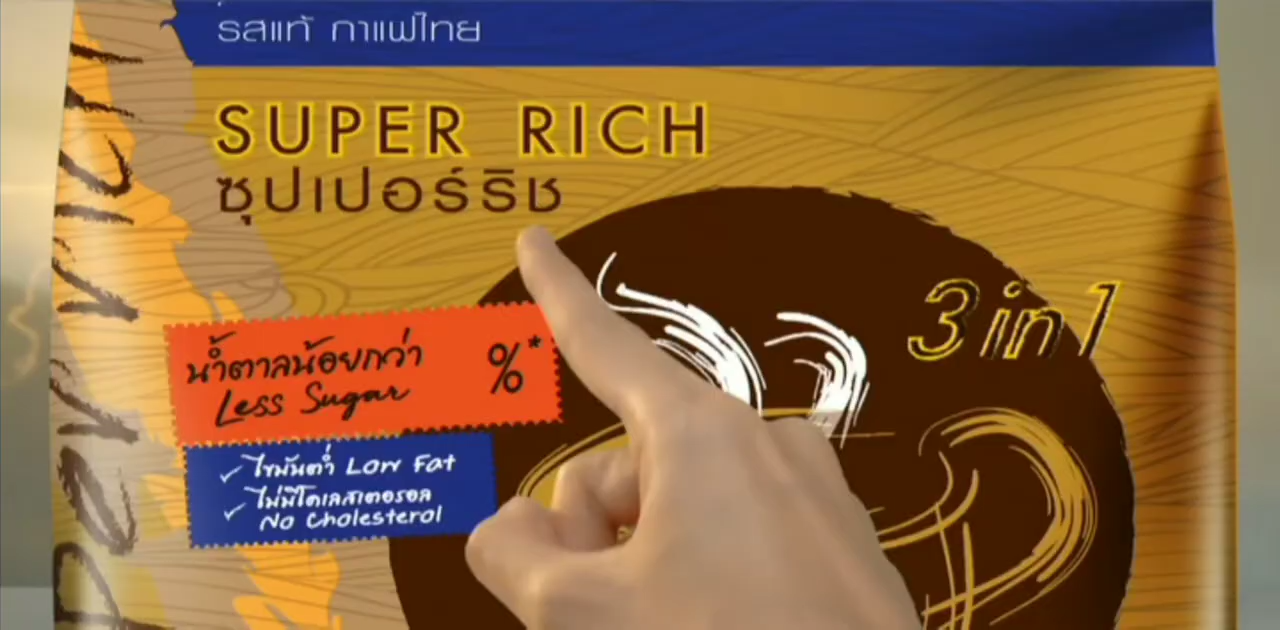 รสแท้ กาแฟไทย
SUPER RICH
ซุปเปอร์ริช
3 in 1
น้ำตาลน้อยกว่า %*
Less Sugar
✓ ไขมันต่ำ Low Fat
✓ ไม่มีโคเลสเตอรอล
No Cholesterol